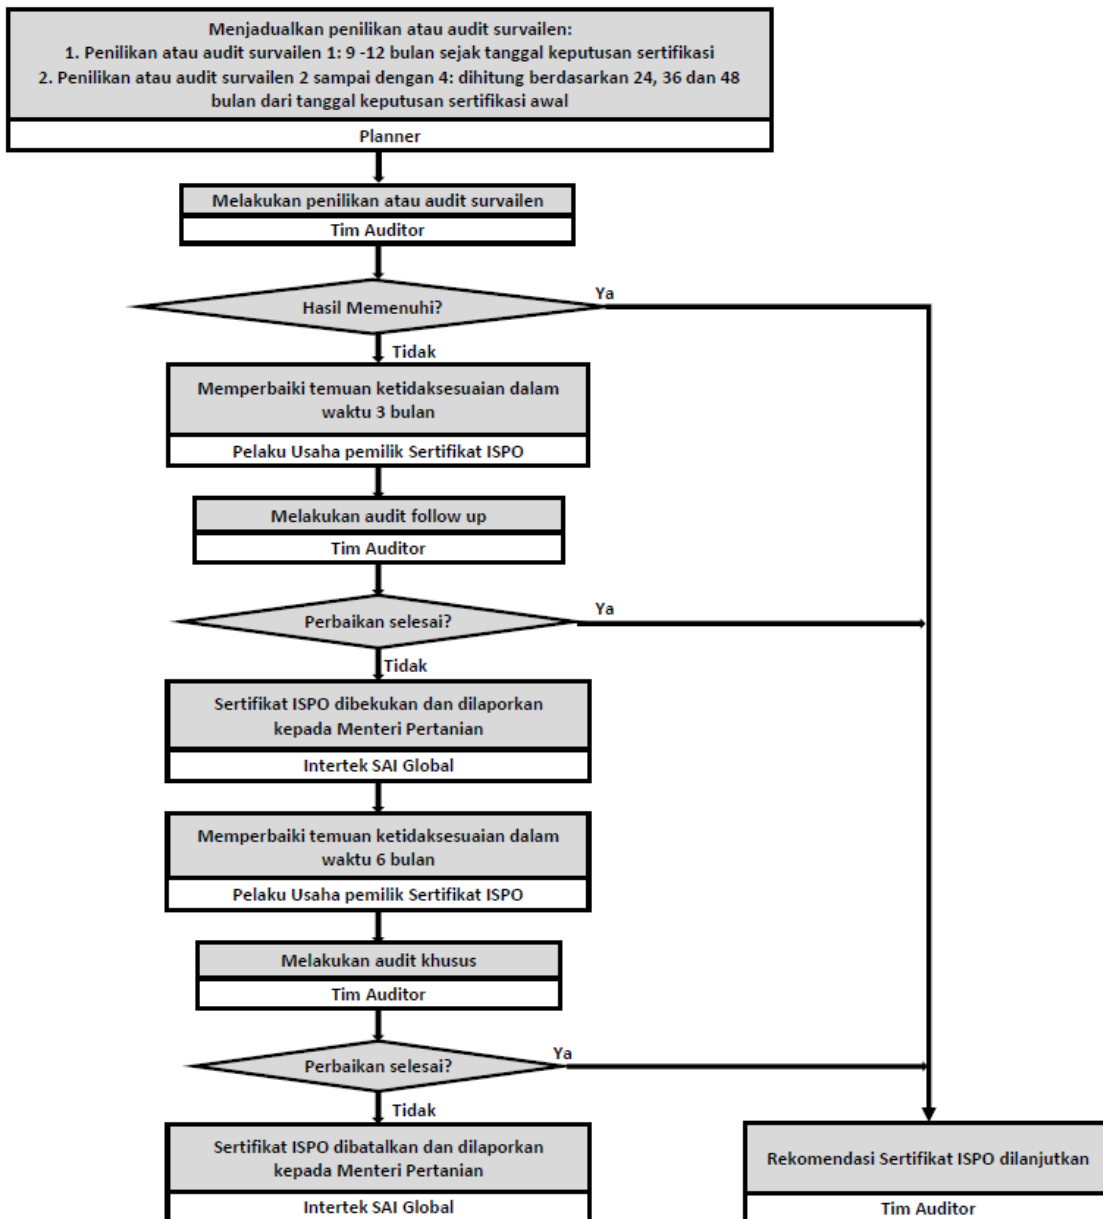 Menjadualkan penilikan atau audit survailen:
1. Penilikan atau audit survailen 1: 9 -12 bulan sejak tanggal keputusan sertifikasi
2. Penilikan atau audit survailen 2 sampai dengan 4: dihitung berdasarkan 24, 36 dan 48
bulan dari tanggal keputusan sertifikasi awal
Planner
Melakukan penilikan atau audit survailen
Tim Auditor
Hasil Memenuhi?
Ya
Tidak
Memperbaiki temuan ketidaksesuaian dalam
waktu 3 bulan
Pelaku Usaha pemilik Sertifikat ISPO
Melakukan audit follow up
Tim Auditor
Perbaikan selesai?
Ya
Tidak
Sertifikat ISPO dibekukan dan dilaporkan
kepada Menteri Pertanian
Intertek SAI Global
Memperbaiki temuan ketidaksesuaian dalam
waktu 6 bulan
Pelaku Usaha pemilik Sertifikat ISPO
Melakukan audit khusus
Tim Auditor
Perbaikan selesai?
Ya
Tidak
Sertifikat ISPO dibatalkan dan dilaporkan
kepada Menteri Pertanian
Intertek SAI Global
Rekomendasi Sertifikat ISPO dilanjutkan
Tim Auditor